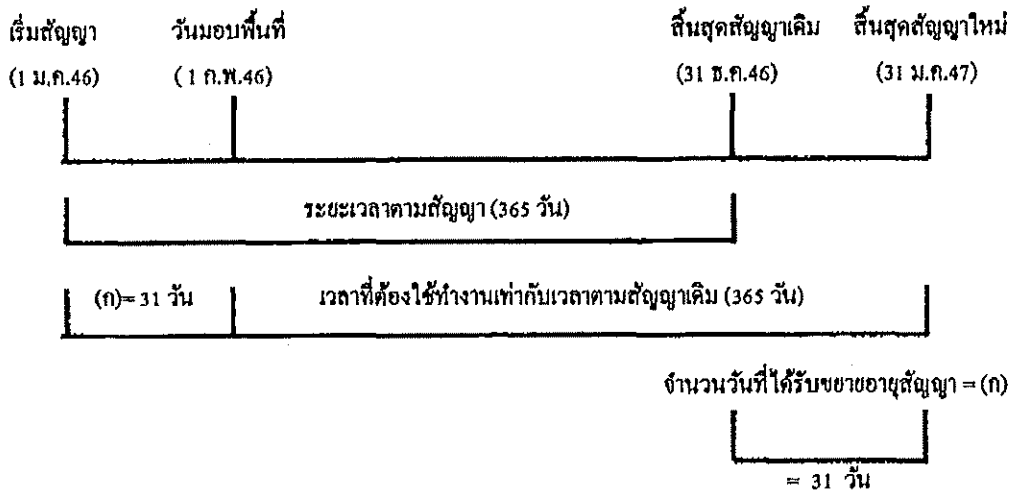 เริ่มสัญญา วันมอบพื้นที่ สิ้นสุดสัญญาเดิม สิ้นสุดสัญญาใหม่
(1 ม.ค.46) (1 ก.พ.46) (31 ธ.ค.46) (31 ม.ค.47)
ระยะเวลาตามสัญญา (365 วัน)
(ก)= 31 วัน เวลาที่ต้องใช้ทำงานเท่ากับเวลาตามสัญญาเดิม (365 วัน)
จำนวนวันที่ได้รับขยายอายุสัญญา = (ก)
= 31 วัน